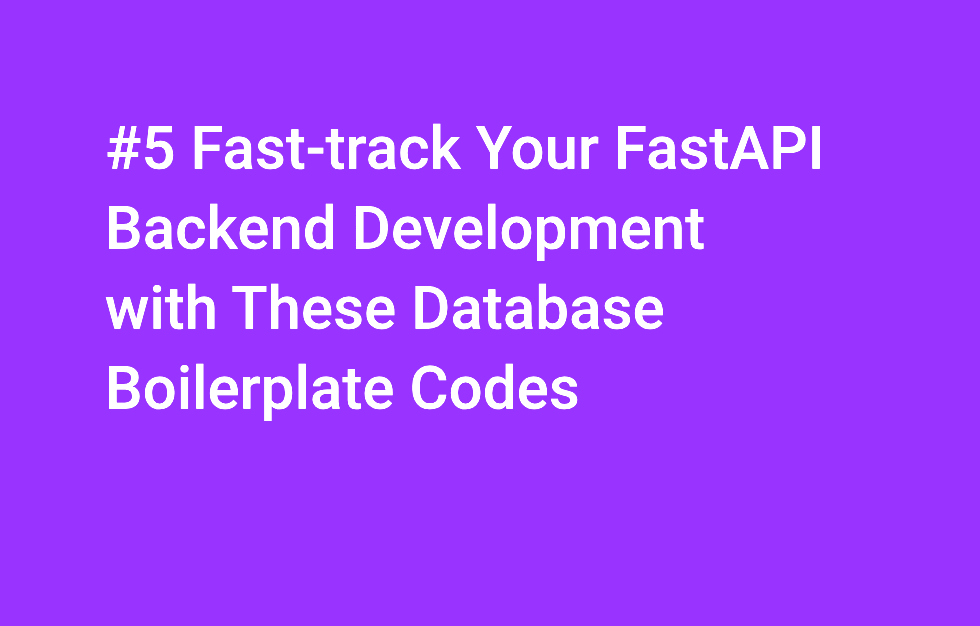 #5 Fast-track Your FastAPI
Backend Development
with These Database
Boilerplate Codes